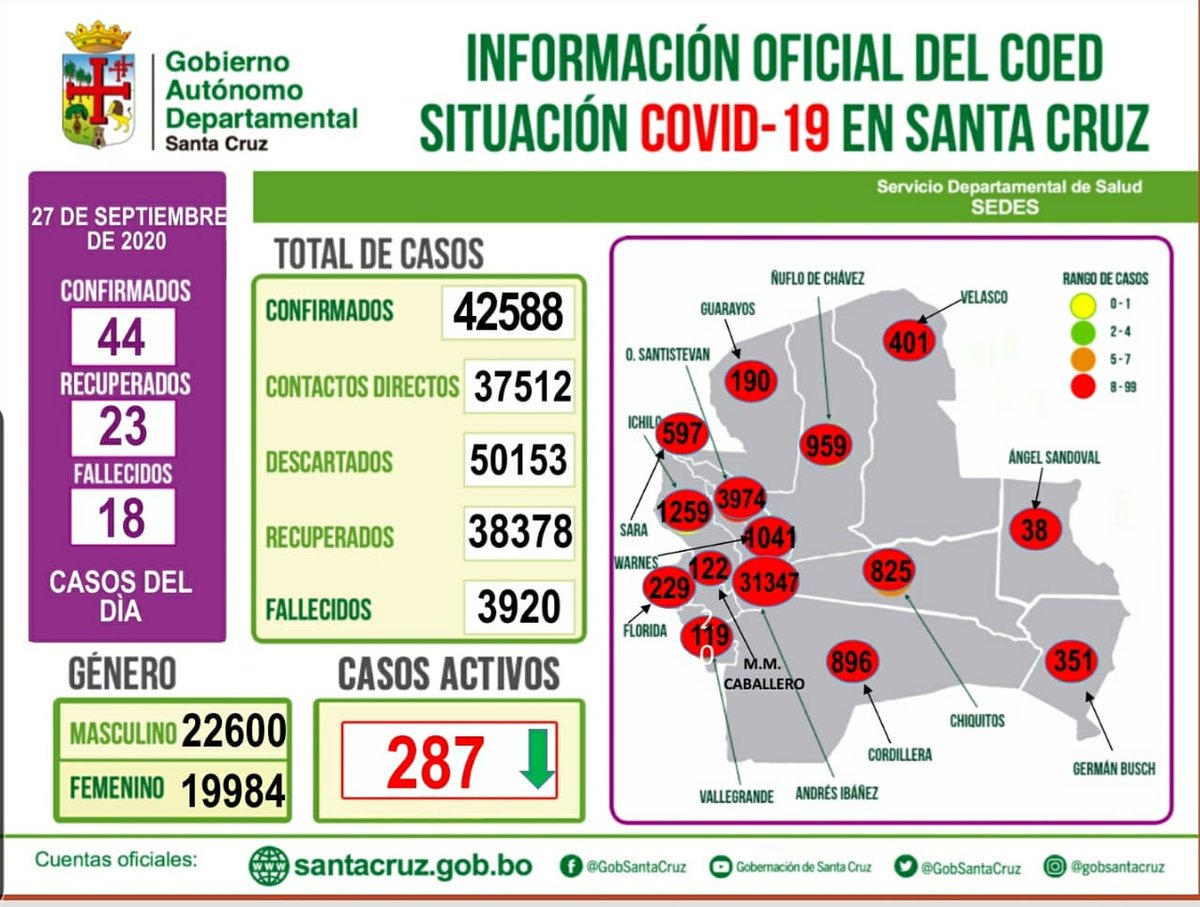 Gobierno
Autónomo
Departamental
Santa Cruz
INFORMACIÓN OFICIAL DEL COED
SITUACIÓN COVID-19 EN SANTA CRUZ
Servicio Departamental de Salud
SEDES
27 DE SEPTIEMBRE
DE 2020
CONFIRMADOS
44
RECUPERADOS
23
FALLECIDOS
18
CASOS DEL
DÌA
TOTAL DE CASOS
CONFIRMADOS 42588
CONTACTOS DIRECTOS 37512
DESCARTADOS 50153
RECUPERADOS 38378
FALLECIDOS 3920
GÉNERO
MASCULINO 22600
FEMENINO 19984
CASOS ACTIVOS
287
RANGO DE CASOS
0 - 1
2 - 4
5 - 7
8 - 99
ÑUFLO DE CHÁVEZ
VELASCO
GUARAYOS
401
O. SANTISTEVAN
190
ICHILO
597
959
ÁNGEL SANDOVAL
3974
1259
SARA
38
1041
WARNES
122
825
229
31347
FLORIDA
20
119
M.M.
CABALLERO
896
351
CHIQUITOS
CORDILLERA
GERMÁN BUSCH
VALLEGRANDE
ANDRÉS IBÁÑEZ
Cuentas oficiales:
www
santacruz.gob.bo
@GobSantaCruz
Gobernación de Santa Cruz
@GobSantaCruz
@gobsantacruz